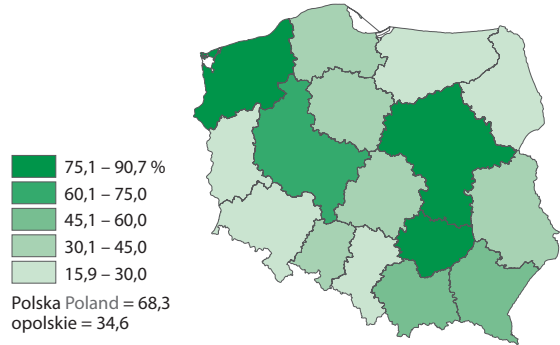 75,1 – 90,7 %
60,1 – 75,0
45,1 – 60,0
30,1 – 45,0
15,9 – 30,0
Polska Poland = 68,3
opolskie = 34,6